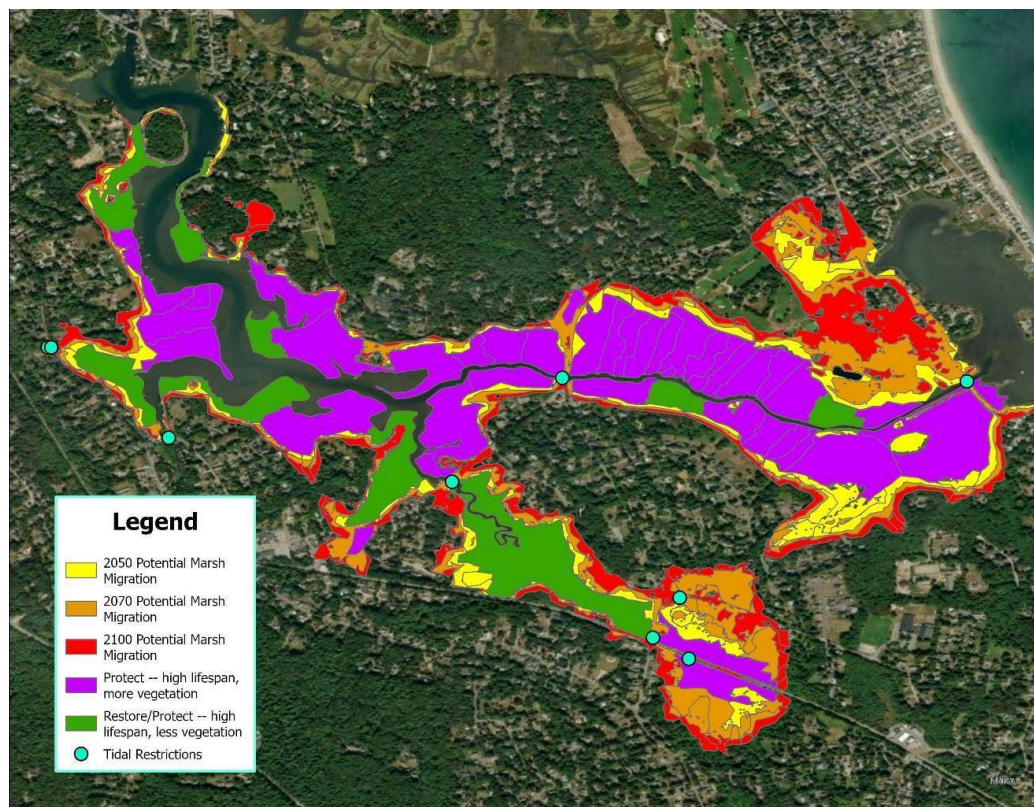 Legend
2050 Potential Marsh
Migration
2070 Potential Marsh
Migration
2100 Potential Marsh
Migration
Protect -- high lifespan,
more vegetation
Restore/Protect -- high
lifespan, less vegetation
Tidal Restrictions